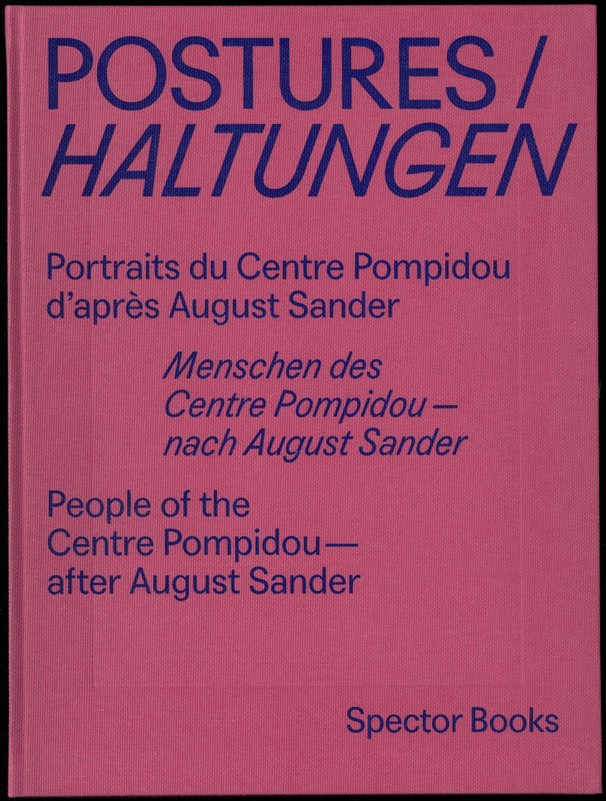 POSTURES /
HALTUNGEN
Portraits du Centre Pompidou
d'après August Sander
Menschen des
Centre Pompidou —
nach August Sander
People of the
Centre Pompidou —
after August Sander
Spector Books